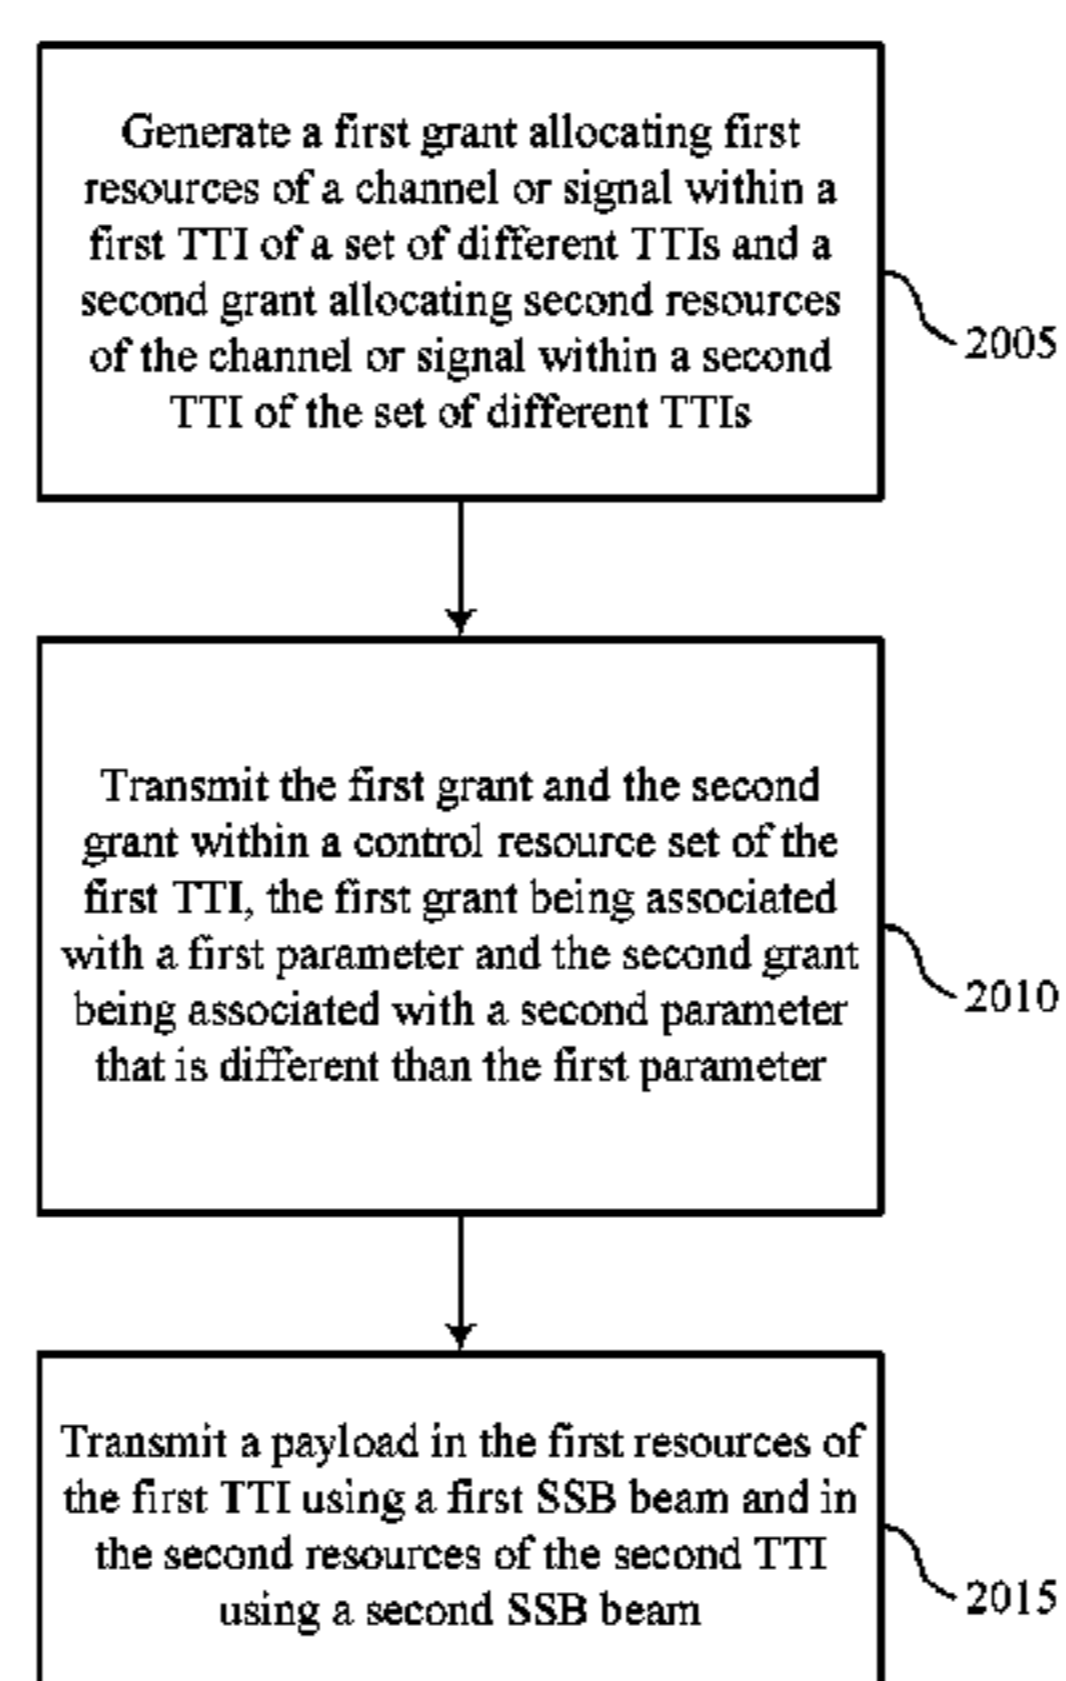 Generate a first grant allocating first
resources of a channel or signal within a
first TTI of a set of different TTIs and a
second grant allocating second resources
of the channel or signal within a second
TTI of the set of different TTIs
2005
Transmit the first grant and the second
grant within a control resource set of the
first TTI, the first grant being associated
with a first parameter and the second grant
being associated with a second parameter
that is different than the first parameter
2010
Transmit a payload in the first resources of
the first TTI using a first SSB beam and in
the second resources of the second TTI
using a second SSB beam
2015